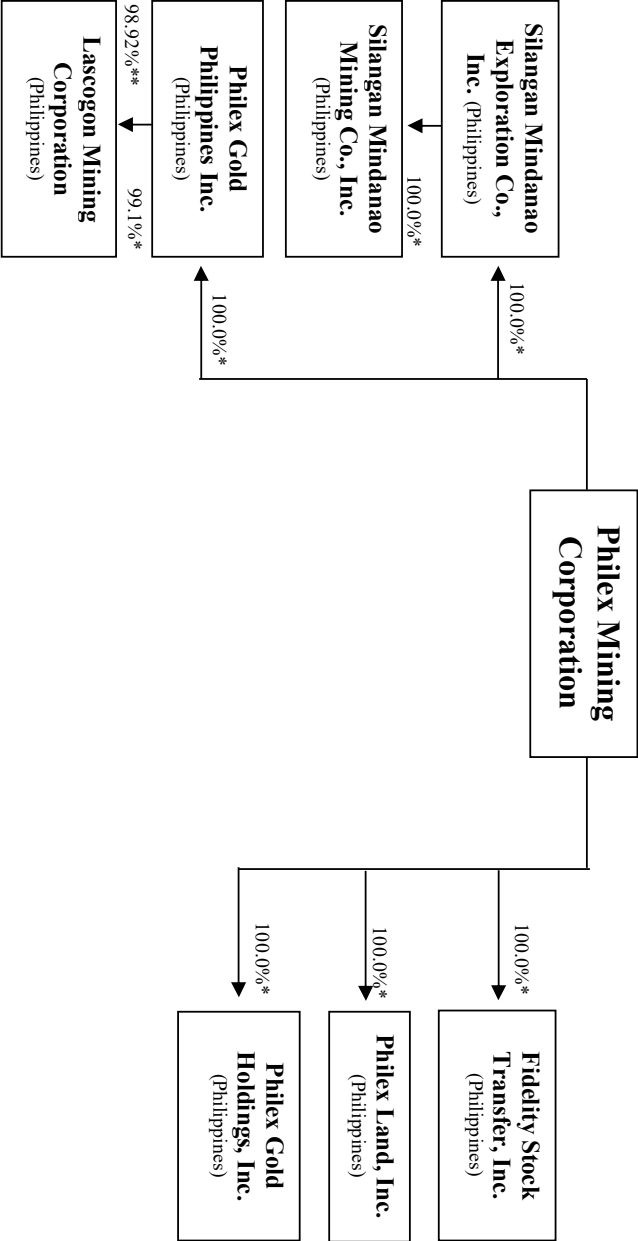 Philex Mining
Corporation
100.0%*
Silangan Mindanao
Exploration Co.,
Inc. (Philippines)
100.0%*
Silangan Mindanao
Mining Co., Inc.
(Philippines)
100.0%*
Philex Gold
Philippines Inc.
(Philippines)
98.92%**
99.1%*
Lascogon Mining
Corporation
(Philippines)
100.0%*
Fidelity Stock
Transfer, Inc.
(Philippines)
100.0%*
Philex Land, Inc.
(Philippines)
100.0%*
Philex Gold
Holdings, Inc.
(Philippines)